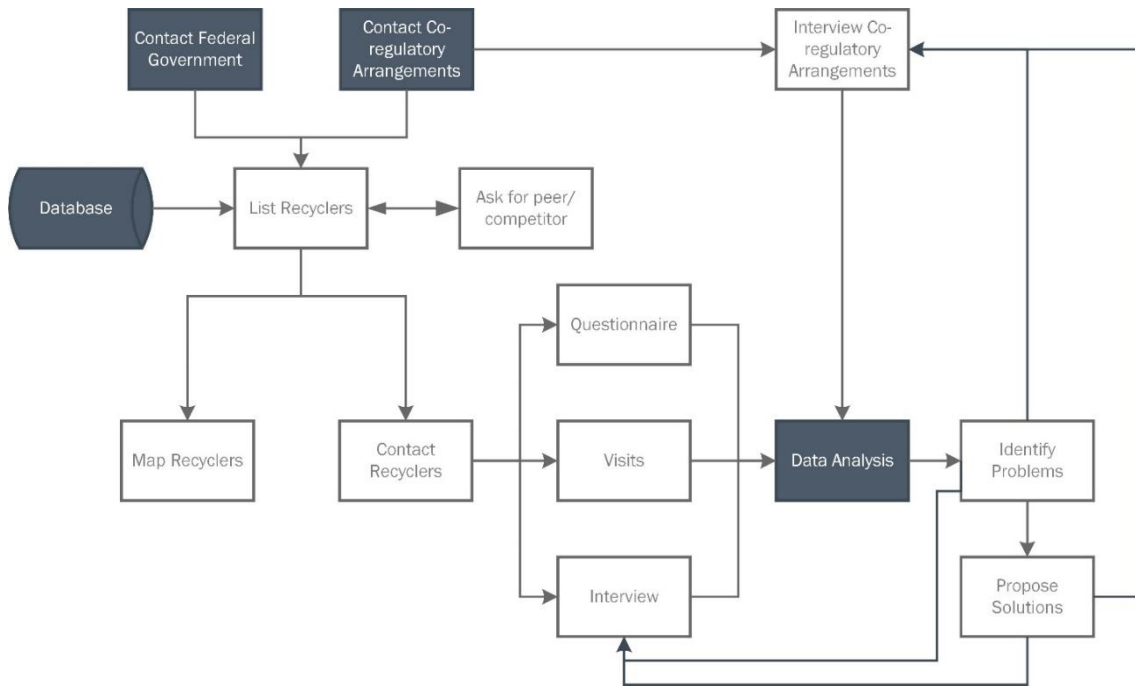 Contact Federal
Government
Contact Co-
regulatory
Arrangements
Interview Co-
regulatory
Arrangements
Database
List Recyclers
Ask for peer/
competitor
Questionnaire
Map Recyclers
Contact
Recyclers
Visits
Data Analysis
Identify
Problems
Interview
Propose
Solutions